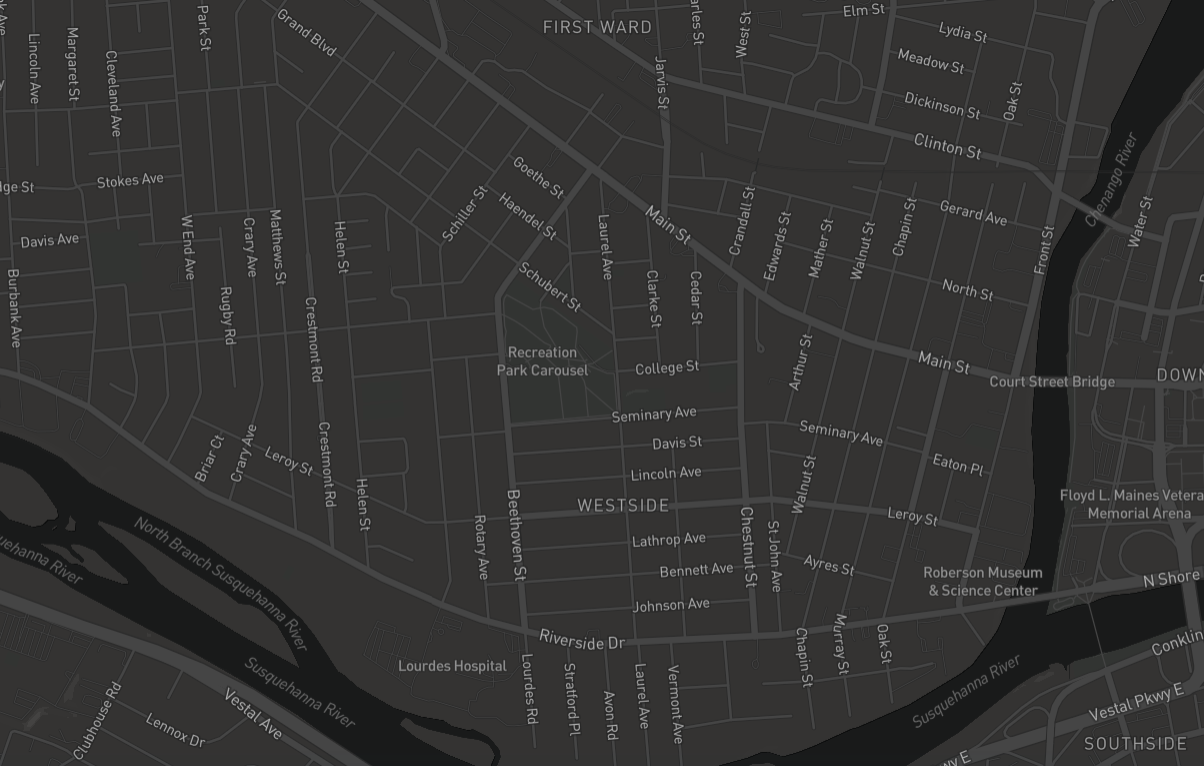 FIRST WARD
Elm St
Lydia St
Meadow St
Dickinson St
Oak St
Clinton St
West St
Jarvis St
Grand Blvd
Park St
Lincoln Ave
Margaret St
Cleveland Ave
Stokes Ave
Davis Ave
Burbank Ave
W End Ave
Crary Ave
Matthews St
Rugby Rd
Helen St
Crestmont Rd
Crestmont Rd
Schiller St
Goethe St
Haendel St
Schubert St
Laurel Ave
Main St
Clarke St
Cedar St
Crandall St
Edwards St
Mather St
Walnut St
Chapin St
Gerard Ave
North St
Front St
Chenango River
Water St
Recreation
Park Carousel
College St
Arthur St
Main St
Court Street Bridge
DOWN
Seminary Ave
Davis St
Lincoln Ave
WESTSIDE
Seminary Ave
Eaton Pl
Walnut St
Leroy St
Floyd L. Maines Vetera
Memorial Arena
Briar Ct
Crary Ave
Leroy St
Helen St
Rotary Ave
Beethoven St
Lathrop Ave
Bennett Ave
Johnson Ave
Chestnut St
St John Ave
Ayres St
Roberson Museum
& Science Center
N Shore
North Branch Susquehanna River
squehanna River
Susquehanna River
Riverside Dr
Lourdes Hospital
Lourdes Rd
Stratford Pl
Avon Rd
Laurel Ave
Vermont Ave
Chapin St
Murray St
Oak St
Susquehanna River
Conklin
Vestal Pkwy E
SOUTHSIDE
Clubhouse Rd
Lennox Dr
Vestal Ave